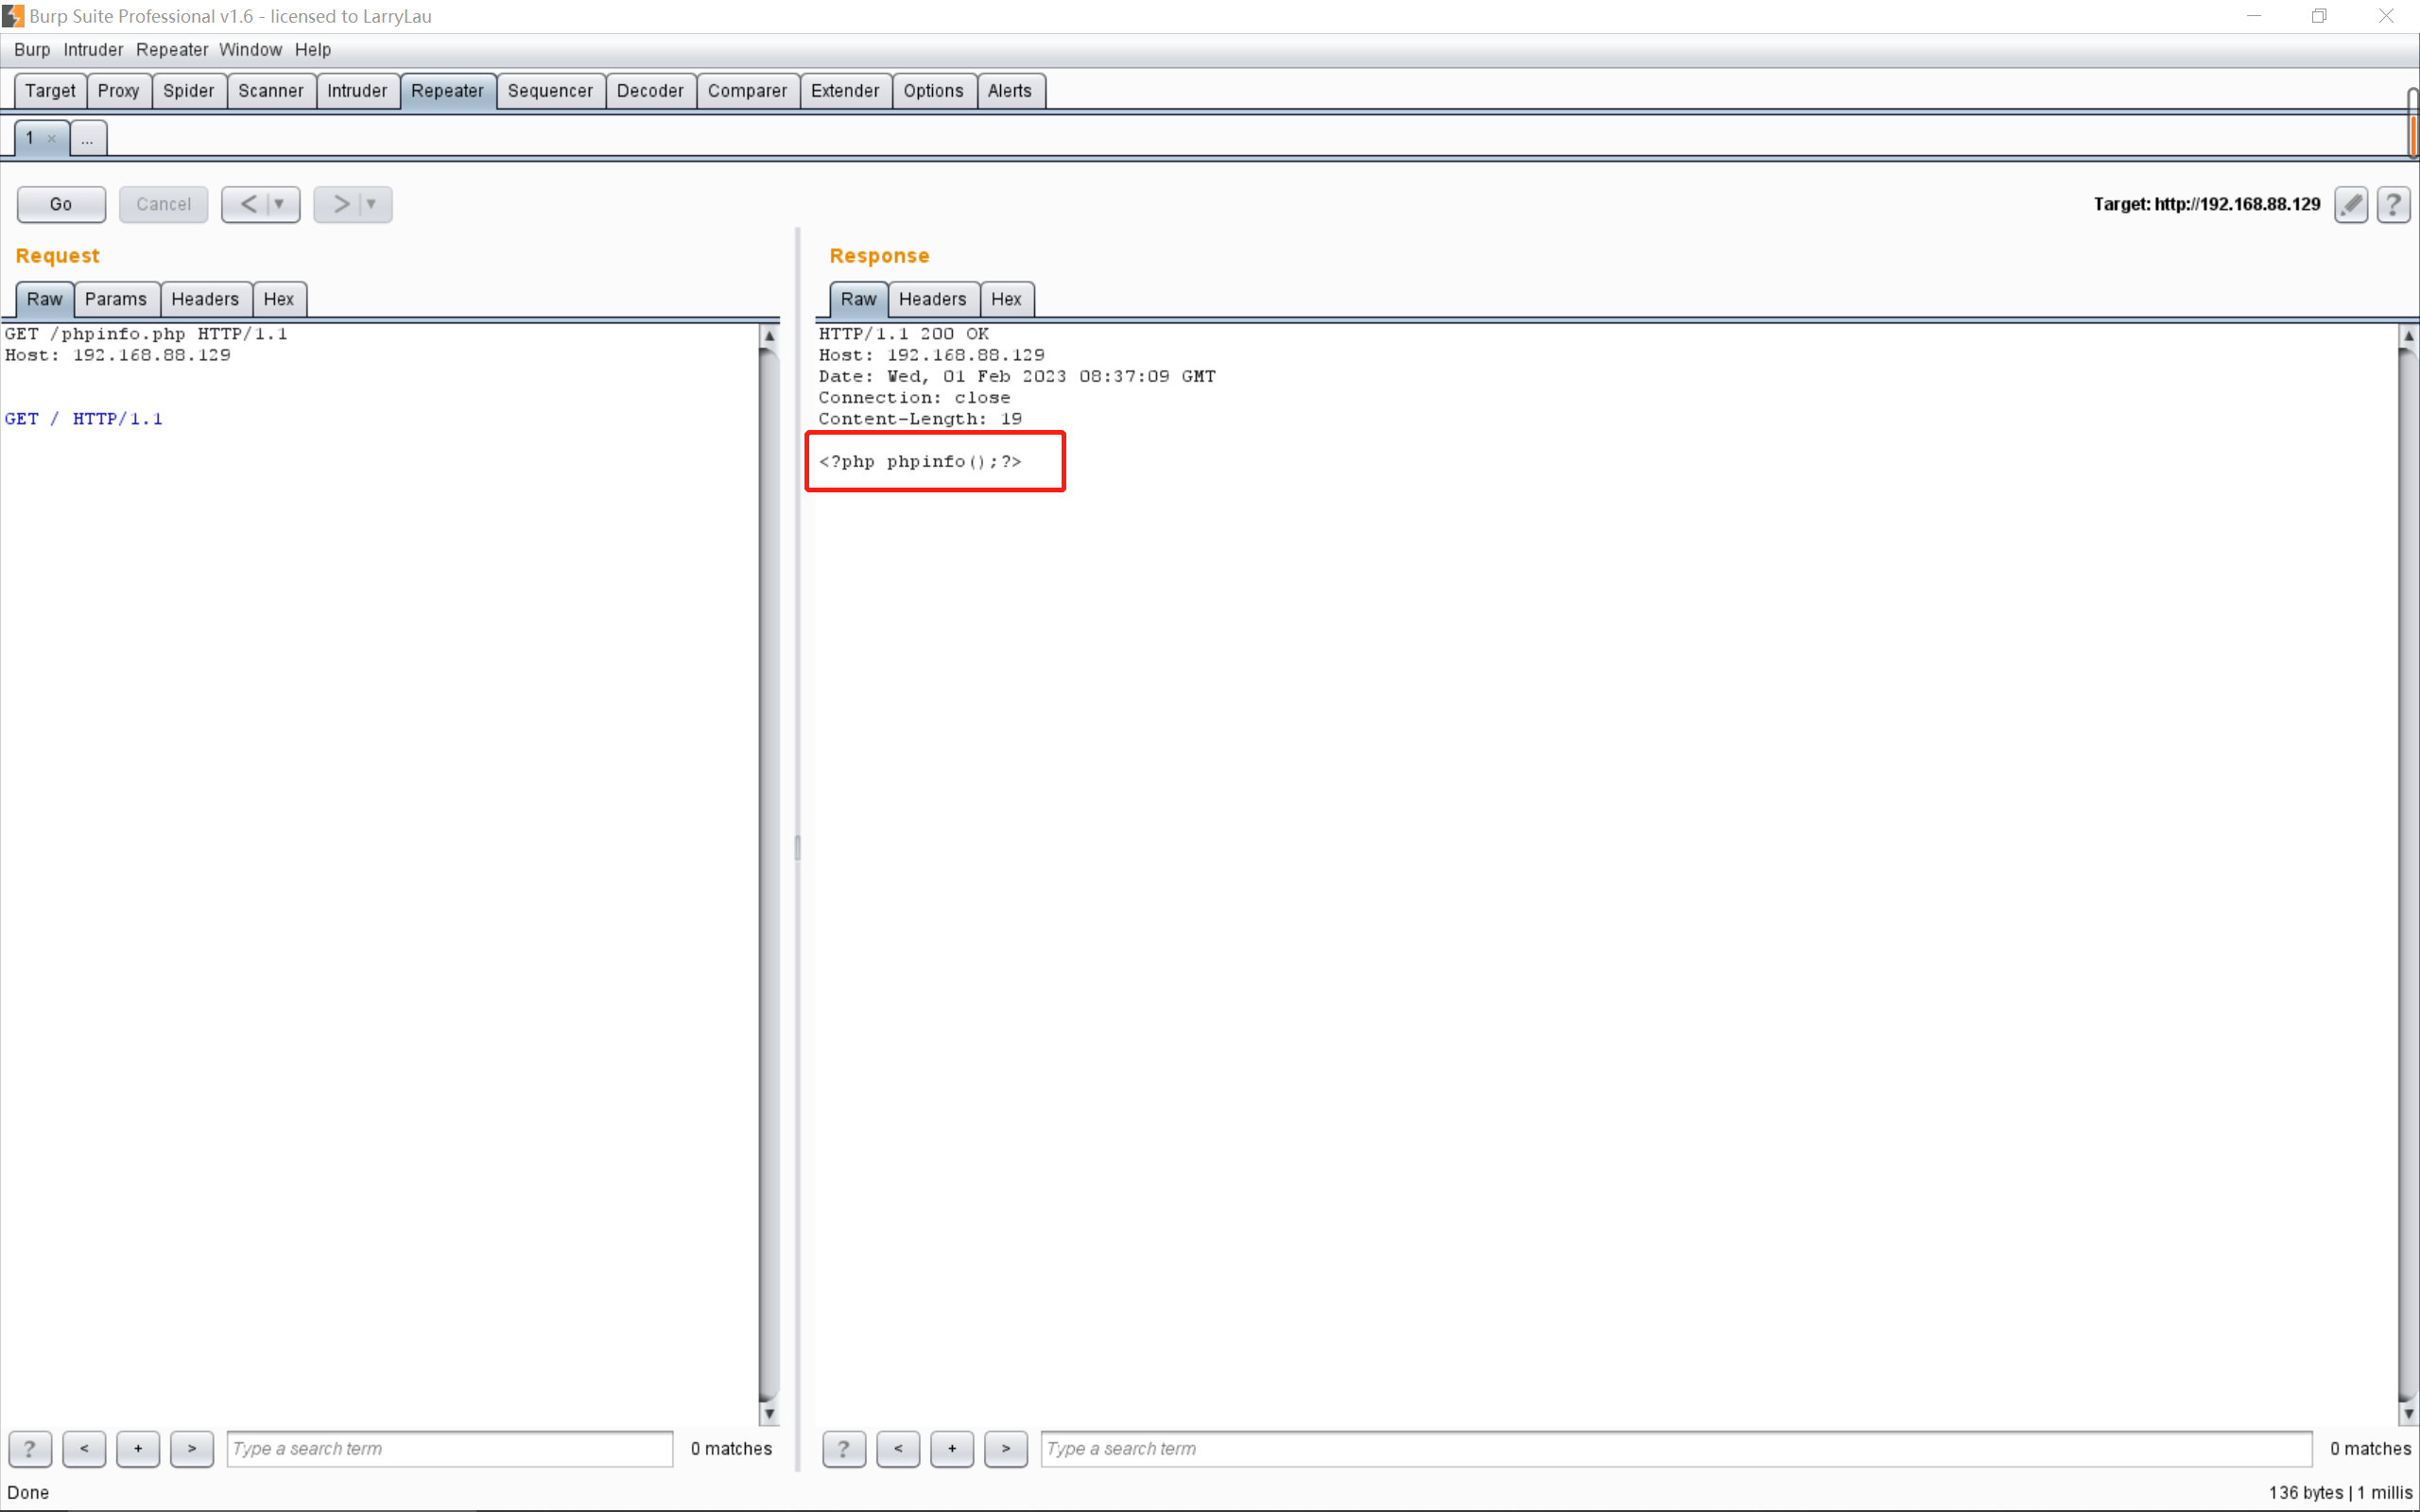 Burp Suite Professional v1.6 - licensed to LarryLau
Burp Intruder Repeater Window Help
Target Proxy Spider Scanner Intruder Repeater Sequencer Decoder Comparer Extender Options Alerts
1 × ...
Go Cancel < > Target: http://192.168.88.129 ?
Request
Raw Params Headers Hex
GET /phpinfo.php HTTP/1.1
Host: 192.168.88.129
GET / HTTP/1.1
? < + > Type a search term 0 matches
Response
Raw Headers Hex
HTTP/1.1 200 OK
Host: 192.168.88.129
Date: Wed, 01 Feb 2023 08:37:09 GMT
Connection: close
Content-Length: 19
<?php phpinfo();?>
? < + > Type a search term 0 matches
Done 136 bytes | 1 millis